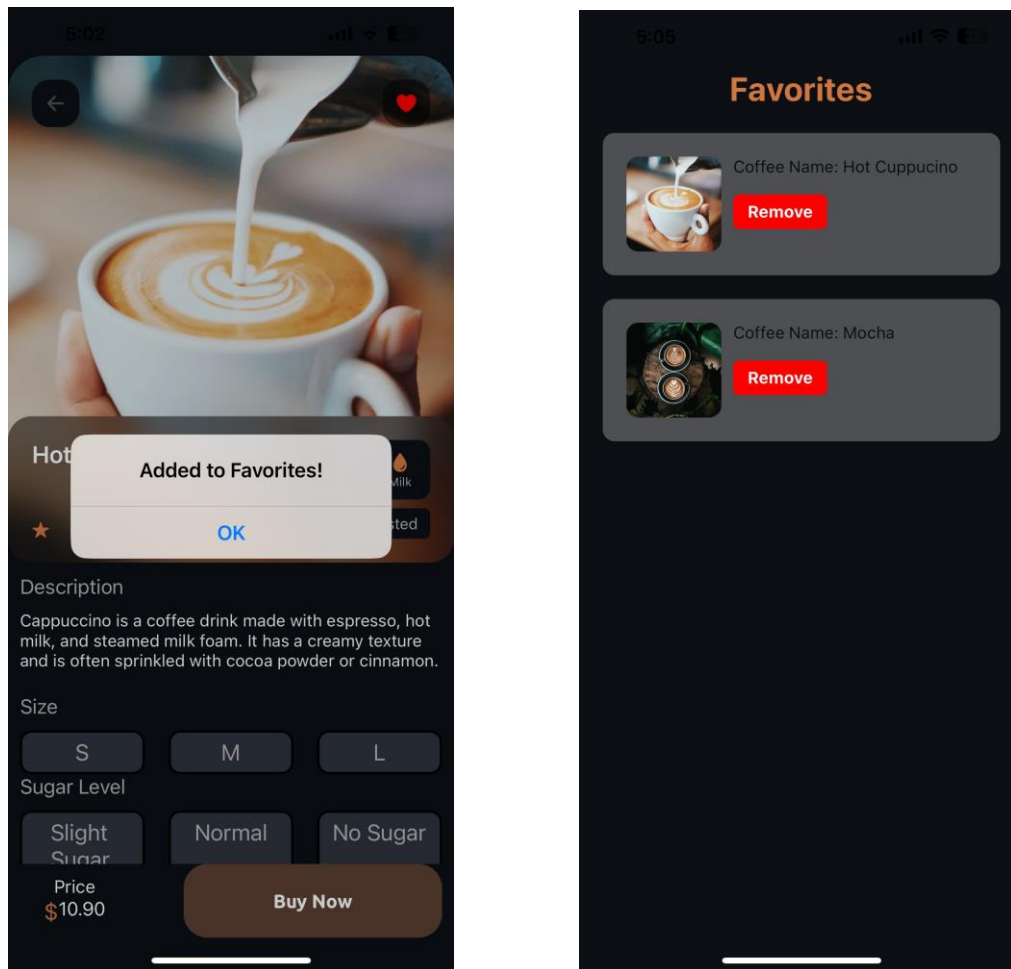 5:02
Hot
Milk
Added to Favorites!
OK
sted
Description
Cappuccino is a coffee drink made with espresso, hot
milk, and steamed milk foam. It has a creamy texture
and is often sprinkled with cocoa powder or cinnamon.
Size
S M L
Sugar Level
Slight Normal No Sugar
Sugar
Price
$10.90
Buy Now
5:05
Favorites
Coffee Name: Hot Cuppucino
Remove
Coffee Name: Mocha
Remove